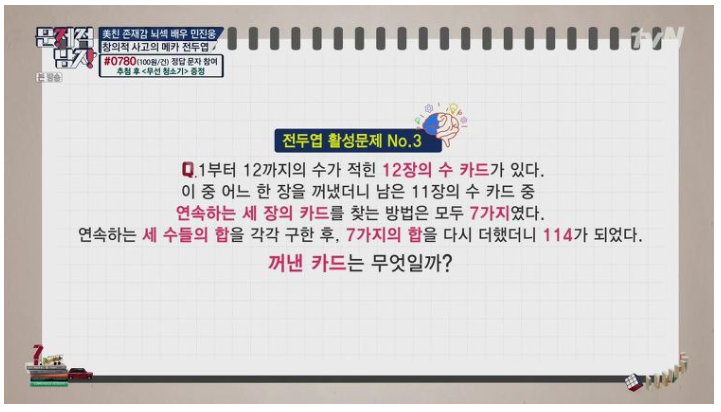 문제적
남자
본 방송
美친 존재감 뇌섹 배우 민진웅
창의적 사고의 메카 전두엽
#0780(100원/건) 정답 문자 참여
추첨 후 <무선 청소기> 증정
tvN
전두엽 활성문제 No.3
Q.1부터 12까지의 수가 적힌 12장의 수 카드가 있다.
이 중 어느 한 장을 꺼냈더니 남은 11장의 수 카드 중
연속하는 세 장의 카드를 찾는 방법은 모두 7가지였다.
연속하는 세 수들의 합을 각각 구한 후, 7가지의 합을 다시 더했더니 114가 되었다.
꺼낸 카드는 무엇일까?